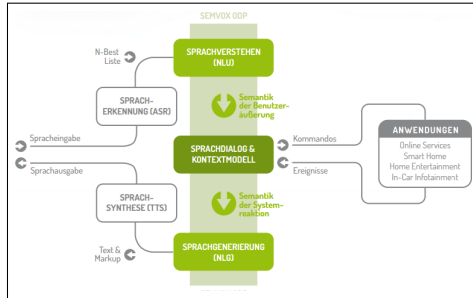 SEMVOX ODP
N-Best
Liste
SPRACHVERSTEHEN
(NLU)
SPRACH-
ERKENNUNG (ASR)
Semantik
der Benutzer-
äußerung
Spracheingabe
Sprachausgabe
SPRACHDIALOG &
KONTEXTMODELL
Kommandos
Ereignisse
ANWENDUNGEN
Online Services
Smart Home
Home Entertainment
In-Car Infotainment
SPRACH-
SYNTHESE (TTS)
Semantik
der System-
reaktion
Text &
Markup
SPRACHGENERIERUNG
(NLG)